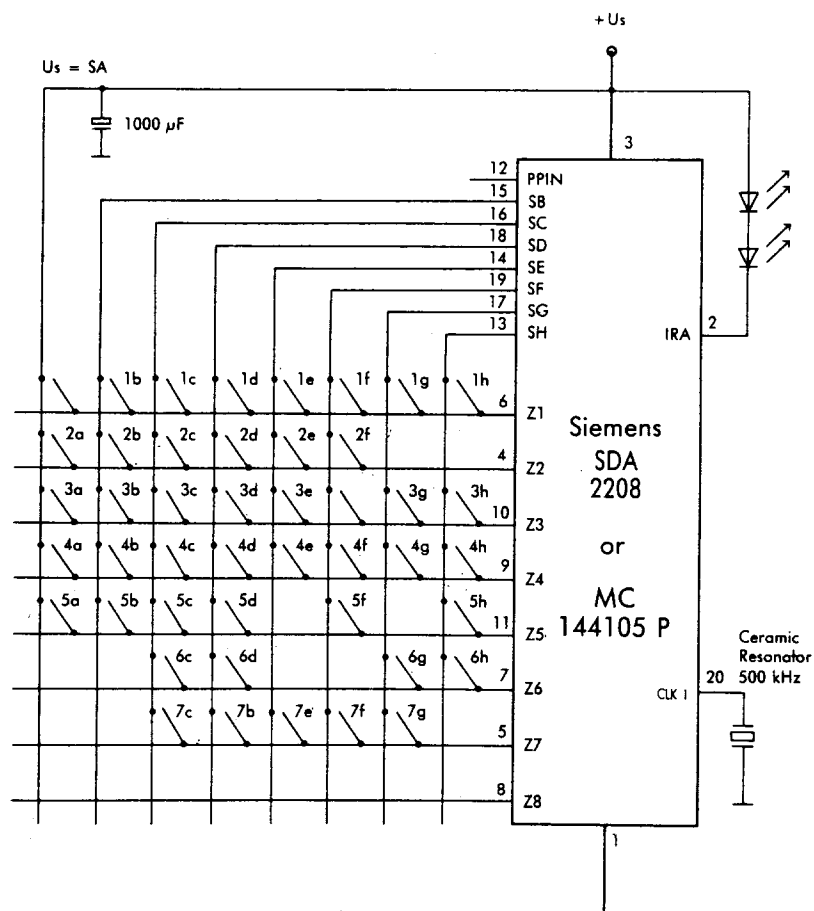 + Us
Us = SA
1000 µF
3
12 PPIN
15 SB
16 SC
18 SD
14 SE
19 SF
17 SG
13 SH
IRA 2
1b 1c 1d 1e 1f 1g 1h
6 Z1
2a 2b 2c 2d 2e 2f
4 Z2
3a 3b 3c 3d 3e 3g 3h
10 Z3
4a 4b 4c 4d 4e 4f 4g 4h
9 Z4
5a 5b 5c 5d 5f 5h
11 Z5
6c 6d 6g 6h
7 Z6
7c 7b 7e 7f 7g
5 Z7
8 Z8
Siemens
SDA
2208
or
MC
144105 P
Ceramic
Resonator
500 kHz
20
CLK I
1